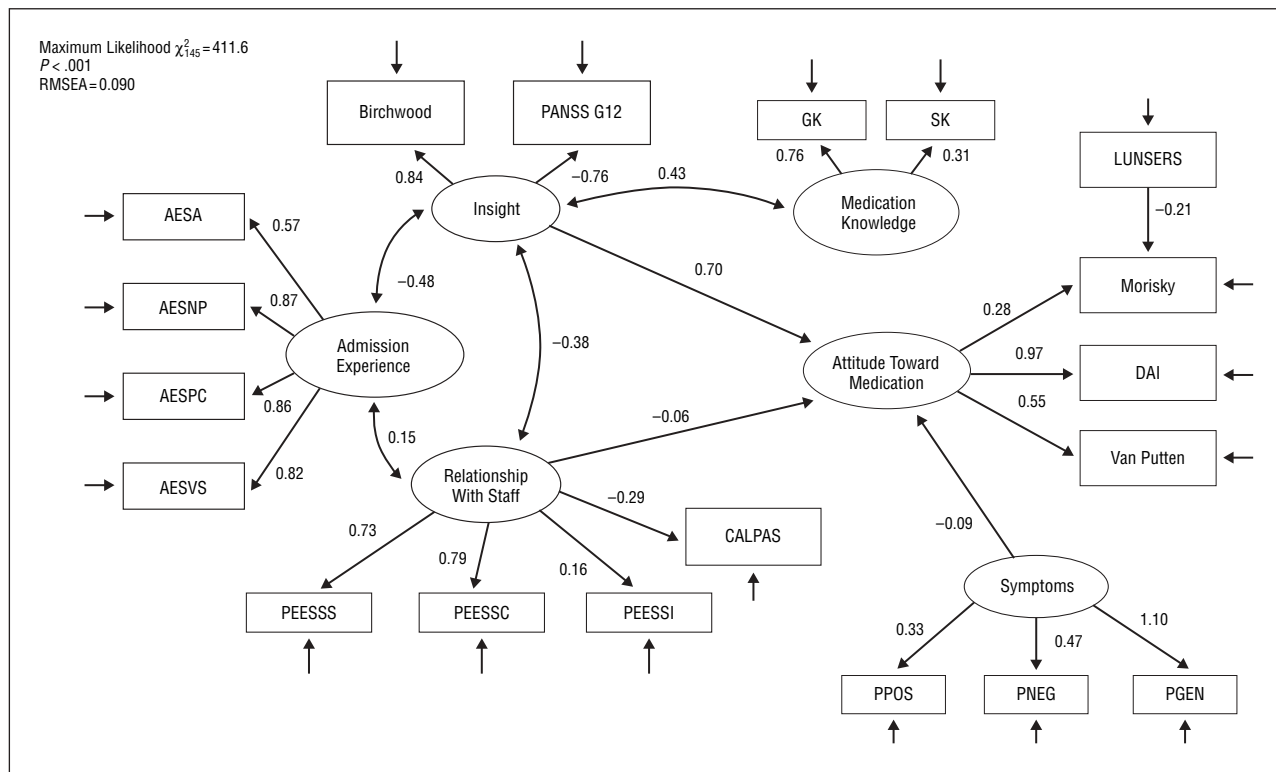 Maximum Likelihood χ²₁₄₅=411.6
P< .001
RMSEA=0.090
Birchwood
PANSS G12
GK
SK
LUNSERS
0.84
−0.76
0.43
0.76
0.31
Insight
Medication
Knowledge
−0.21
AESA
0.57
−0.48
0.70
AESNP
0.87
Morisky
0.28
Admission
Experience
−0.38
Attitude Toward
Medication
0.97
DAI
AESPC
0.86
0.55
−0.06
0.15
Van Putten
AESVS
0.82
Relationship
With Staff
−0.29
−0.09
CALPAS
0.73
0.79
0.16
Symptoms
PEESSS
PEESSC
PEESSI
0.33
0.47
1.10
PPOS
PNEG
PGEN